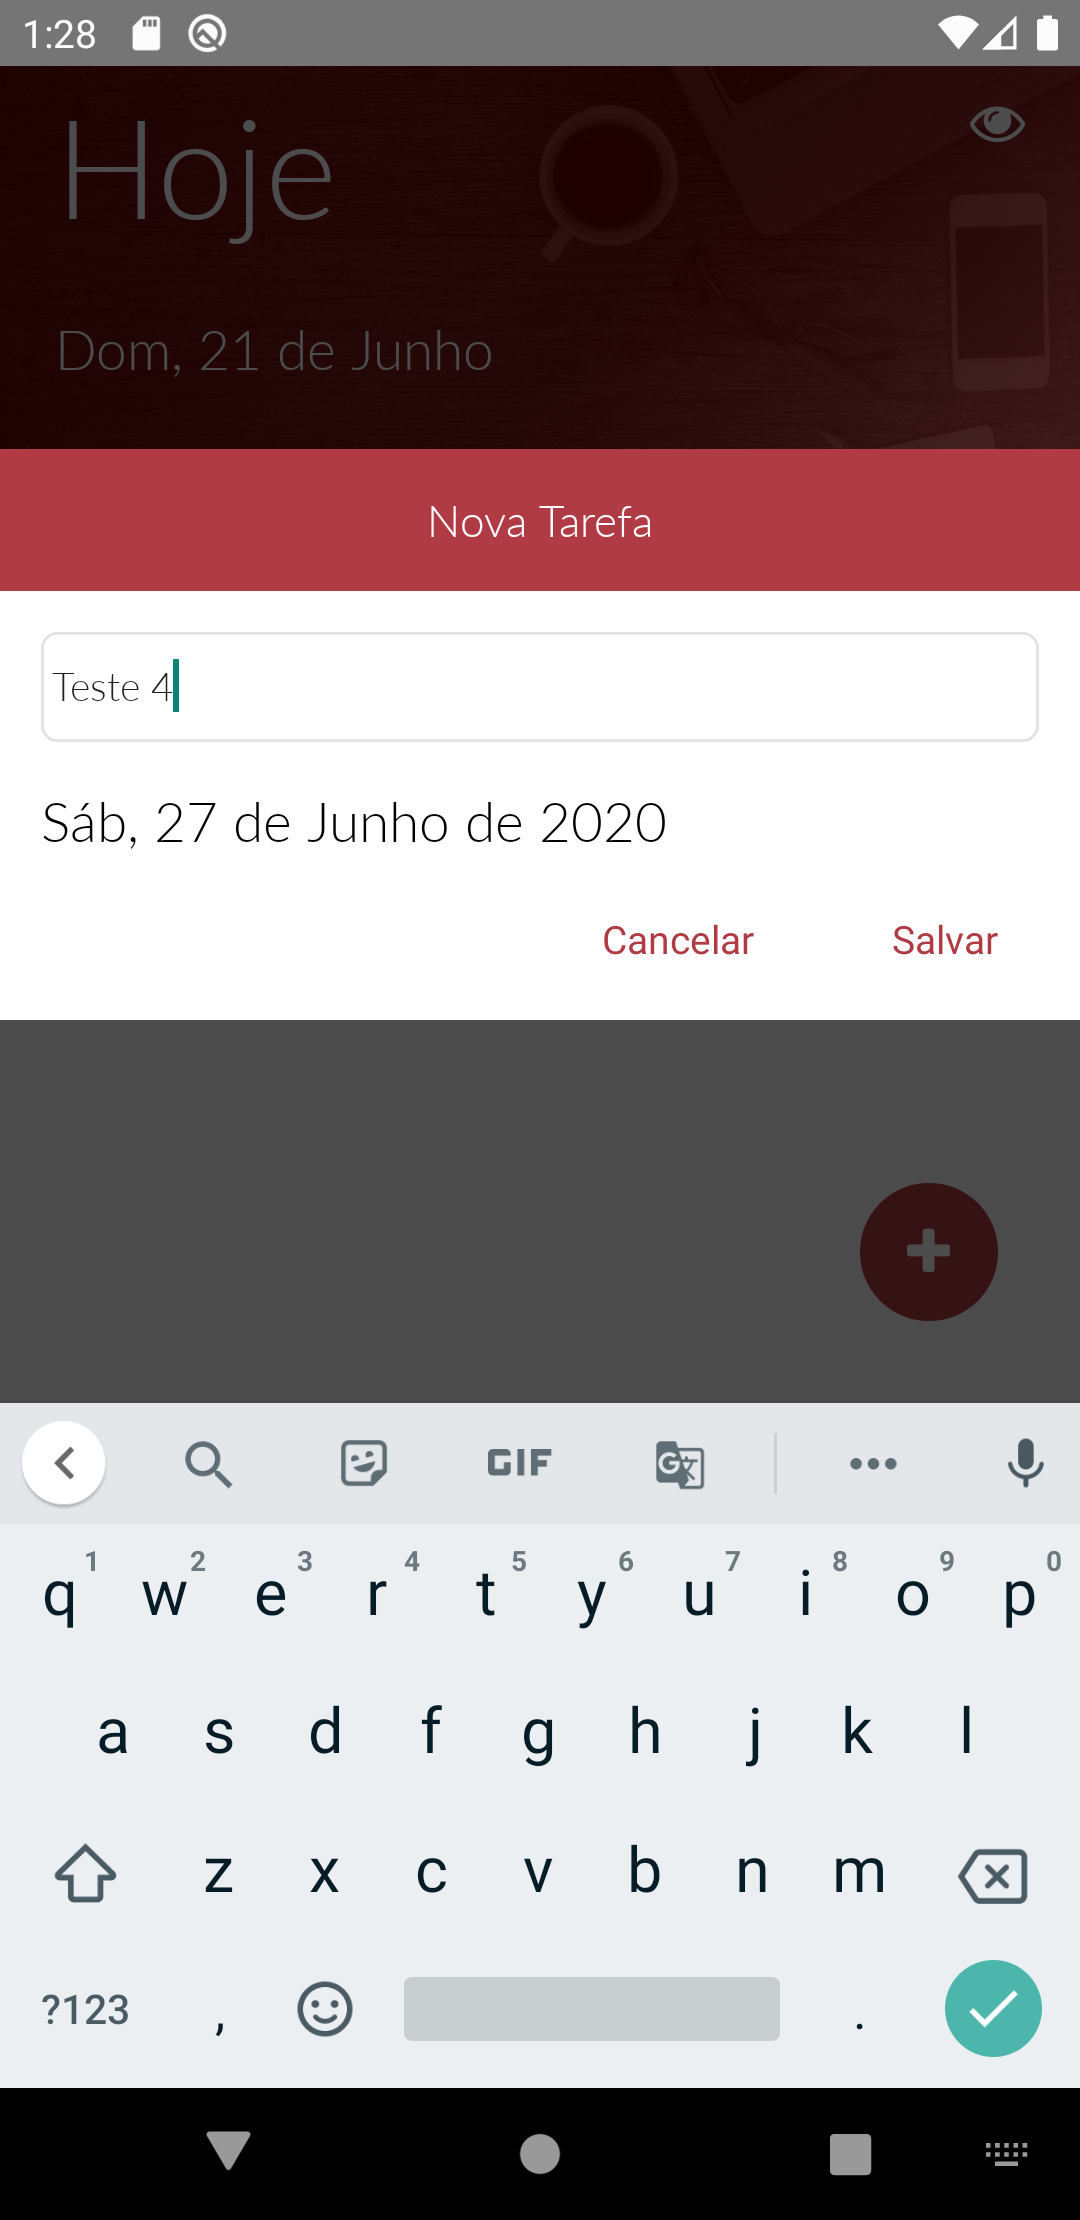 1:28
Hoje
Dom, 21 de Junho
Nova Tarefa
Teste 4
Sáb, 27 de Junho de 2020
Cancelar Salvar
GIF G
1 2 3 4 5 6 7 8 9 0
q w e r t y u i o p
a s d f g h j k l
z x c v b n m
?123 , .